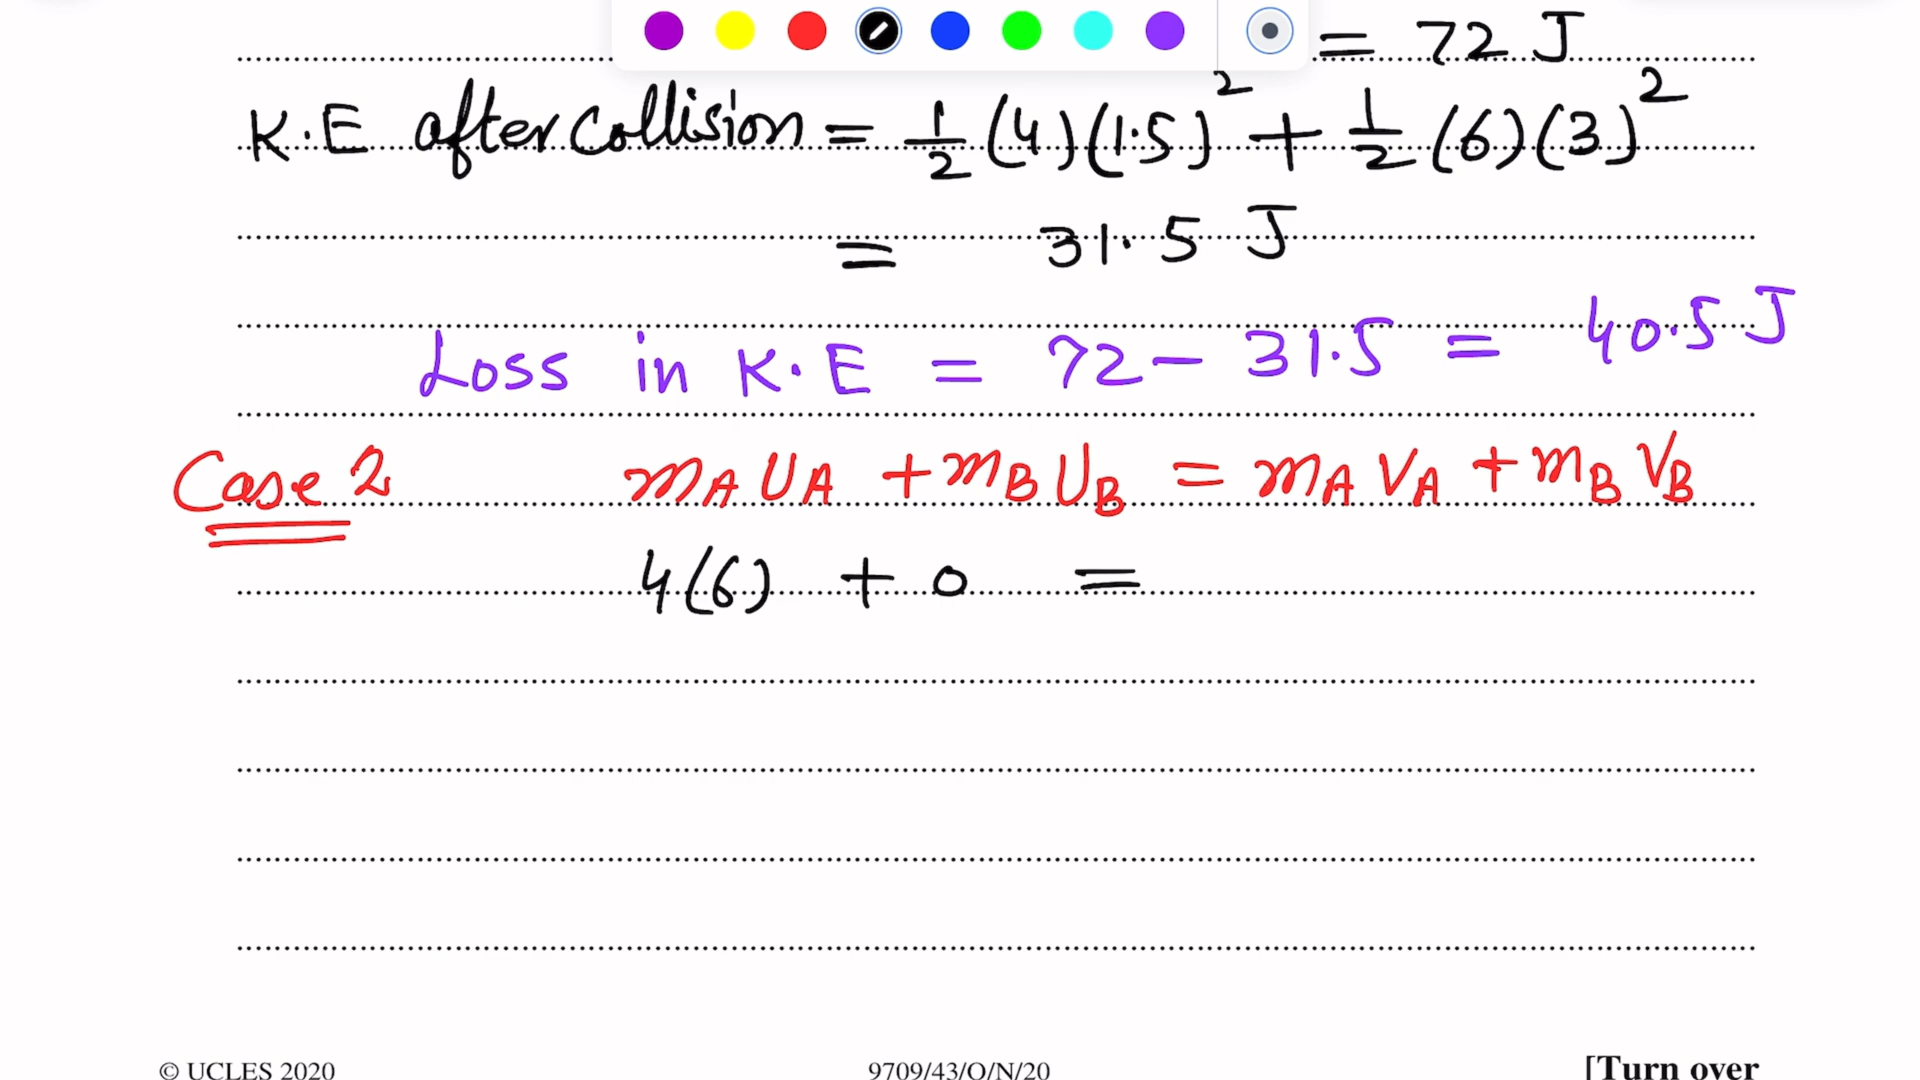 = 72 J
K.E after collision = 1/2 (4)(1.5)² + 1/2 (6)(3)²
= 31.5 J
Loss in K.E = 72 - 31.5 = 40.5 J
Case 2 mA UA + mB UB = mA VA + mB VB
4(6) + 0 =
© UCLES 2020 9709/43/O/N/20 [Turn over